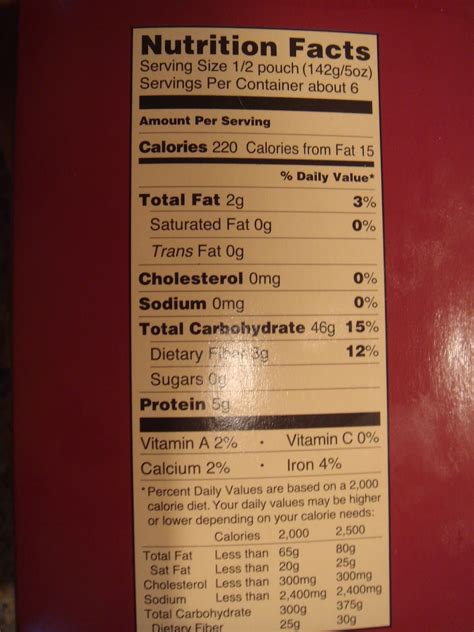 Nutrition Facts
Serving Size 1/2 pouch (142g/5oz)
Servings Per Container about 6
Amount Per Serving
Calories 220 Calories from Fat 15
% Daily Value*
Total Fat 2g 3%
Saturated Fat 0g 0%
Trans Fat 0g
Cholesterol 0mg 0%
Sodium 0mg 0%
Total Carbohydrate 46g 15%
Dietary Fiber 3g 12%
Sugars 0g
Protein 5g
Vitamin A 2% • Vitamin C 0%
Calcium 2% • Iron 4%
*Percent Daily Values are based on a 2,000
calorie diet. Your daily values may be higher
or lower depending on your calorie needs:
Calories 2,000 2,500
Total Fat Less than 65g 80g
Sat Fat Less than 20g 25g
Cholesterol Less than 300mg 300mg
Sodium Less than 2,400mg 2,400mg
Total Carbohydrate 300g 375g
Dietary Fiber 25g 30g